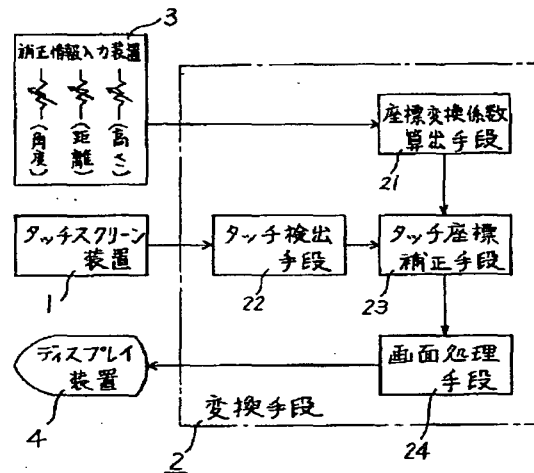 3
補正情報入力装置
(角度)
(距離)
(高さ)
座標変換係数
算出手段
21
タッチスクリーン
装置
1
タッチ検出
手段
22
タッチ座標
補正手段
23
ディスプレイ
装置
4
画面処理
手段
24
変換手段
2